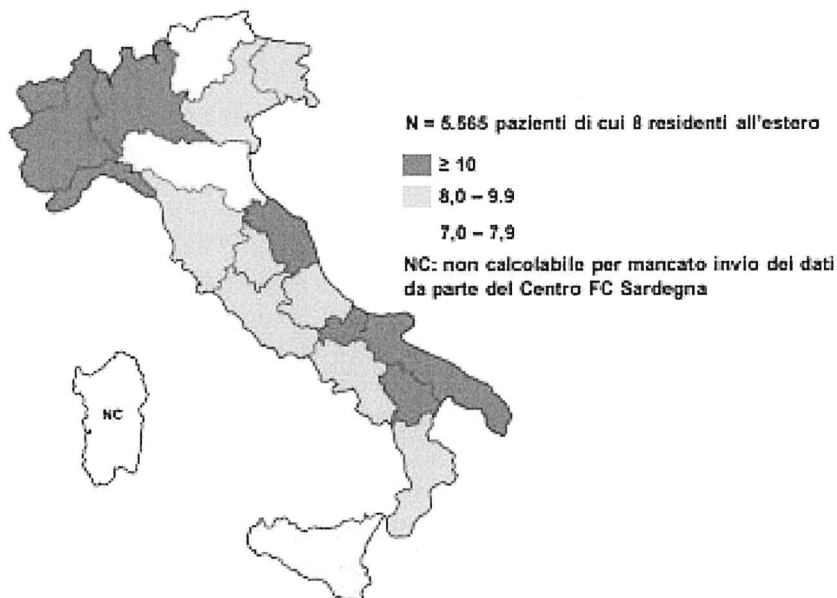 N = 5.565 pazienti di cui 8 residenti all'estero
≥ 10
8,0 – 9.9
7,0 – 7,9
NC: non calcolabile per mancato invio dei dati
da parte del Centro FC Sardegna
NC